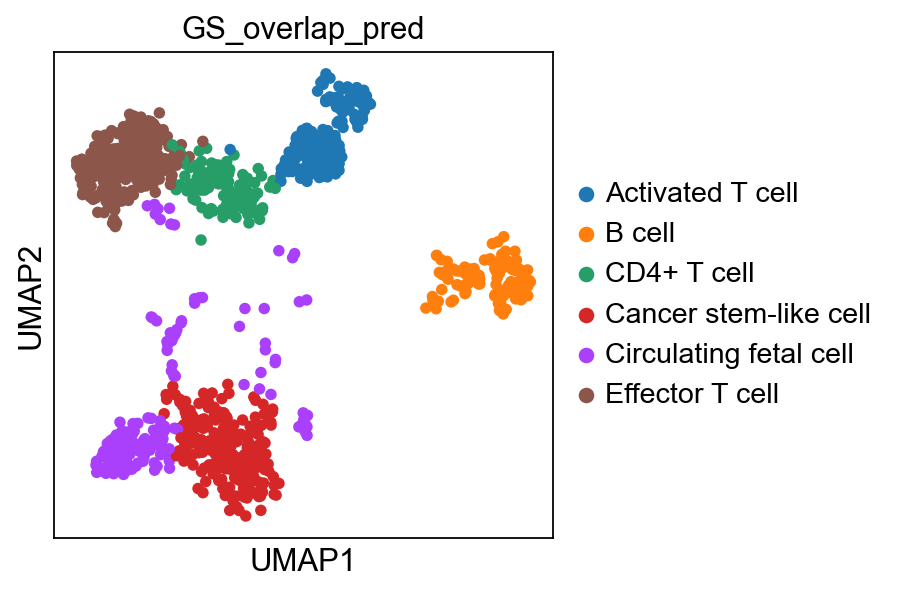 GS_overlap_pred
UMAP2
UMAP1
Activated T cell
B cell
CD4+ T cell
Cancer stem-like cell
Circulating fetal cell
Effector T cell